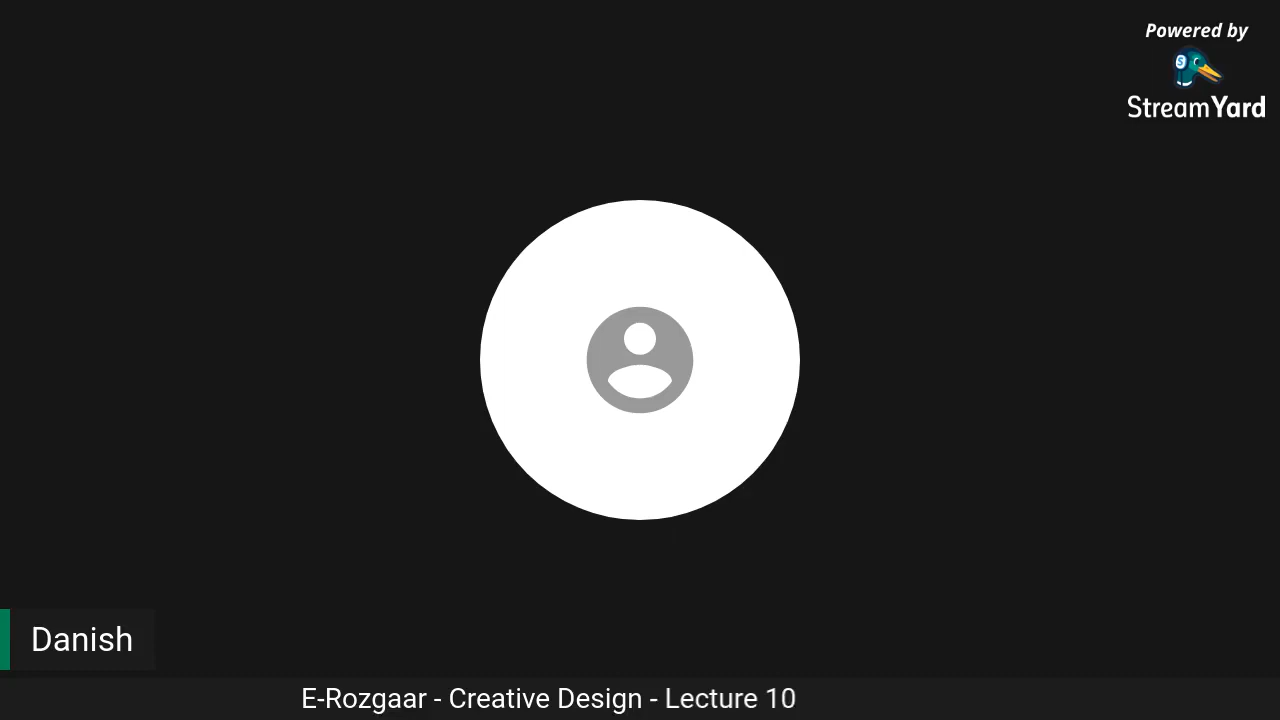 Powered by
S
StreamYard
Danish
E-Rozgaar - Creative Design - Lecture 10